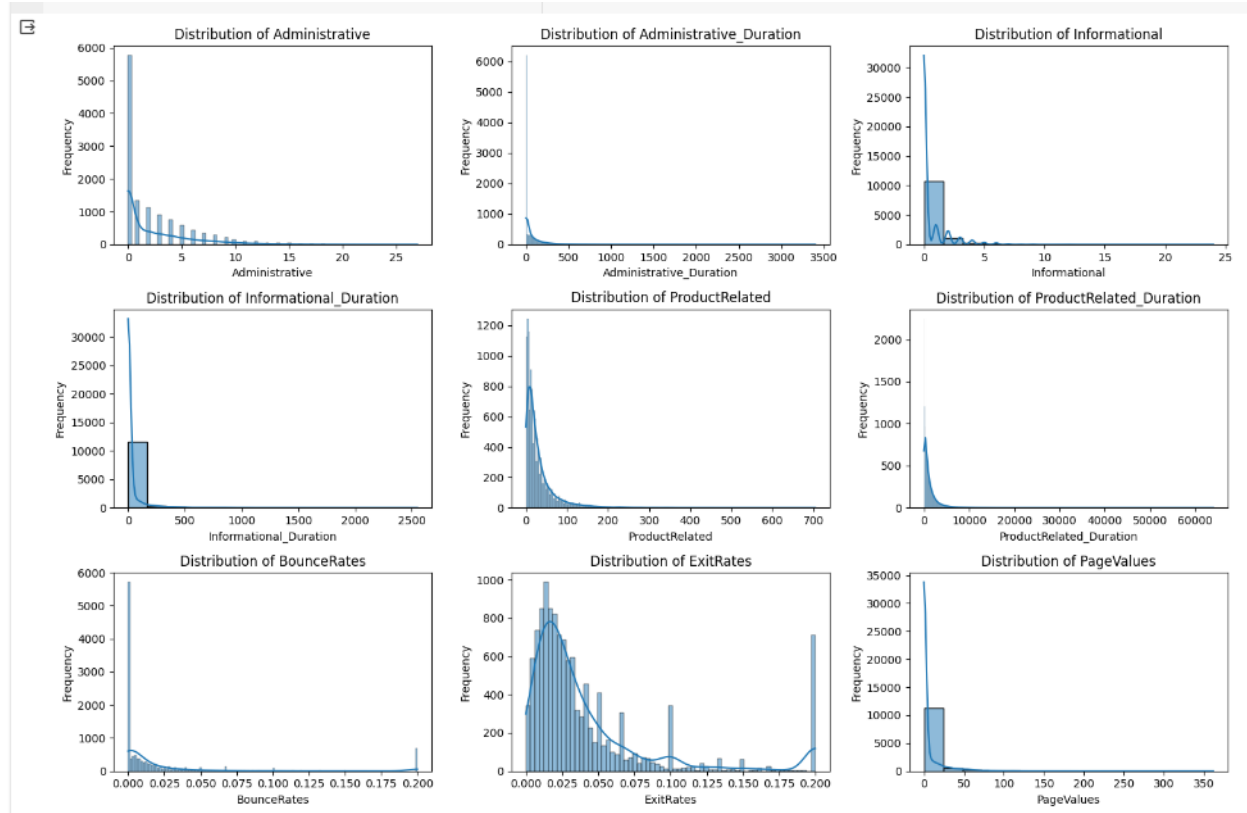 Distribution of Administrative
Frequency
6000
5000
4000
3000
2000
1000
0
0 5 10 15 20 25
Administrative
Distribution of Administrative_Duration
Frequency
6000
5000
4000
3000
2000
1000
0
0 500 1000 1500 2000 2500 3000 3500
Administrative_Duration
Distribution of Informational
Frequency
30000
25000
20000
15000
10000
5000
0
0 5 10 15 20 25
Informational
Distribution of Informational_Duration
Frequency
30000
25000
20000
15000
10000
5000
0
0 500 1000 1500 2000 2500
Informational_Duration
Distribution of ProductRelated
Frequency
1200
1000
800
600
400
200
0
0 100 200 300 400 500 600 700
ProductRelated
Distribution of ProductRelated_Duration
Frequency
2000
1500
1000
500
0
0 10000 20000 30000 40000 50000 60000
ProductRelated_Duration
Distribution of BounceRates
Frequency
6000
5000
4000
3000
2000
1000
0
0.000 0.025 0.050 0.075 0.100 0.125 0.150 0.175 0.200
BounceRates
Distribution of ExitRates
Frequency
1000
800
600
400
200
0
0.000 0.025 0.050 0.075 0.100 0.125 0.150 0.175 0.200
ExitRates
Distribution of PageValues
Frequency
35000
30000
25000
20000
15000
10000
5000
0
0 50 100 150 200 250 300 350
PageValues